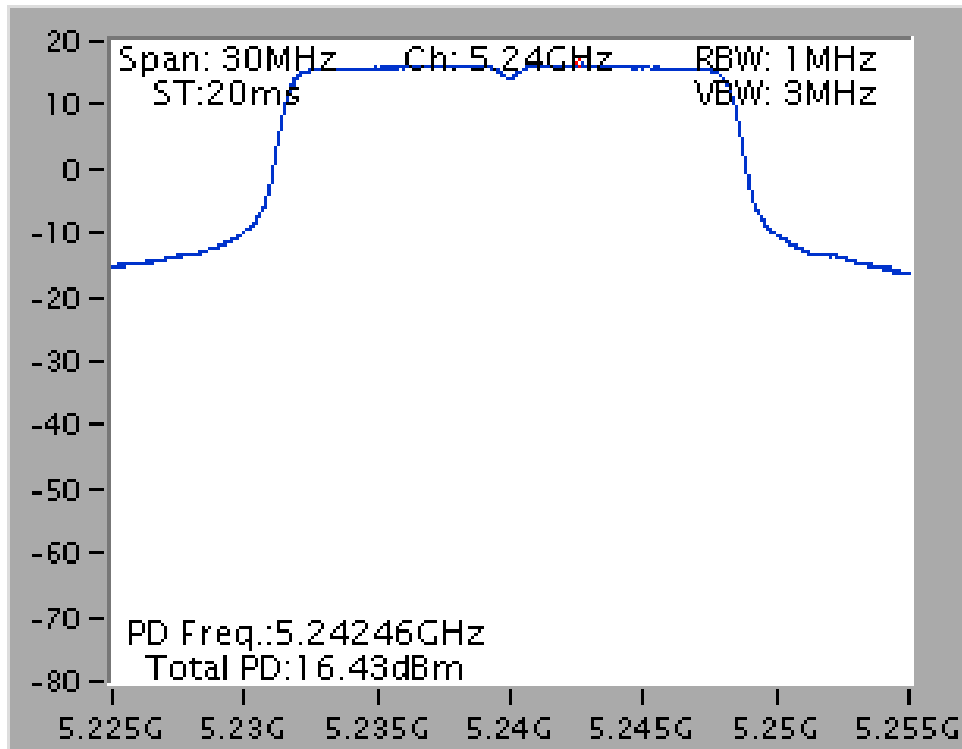 20
Span: 30MHz Ch: 5.24GHz RBW: 1MHz
ST:20ms VBW: 3MHz
10
0
-10
-20
-30
-40
-50
-60
-70
PD Freq.:5.24246GHz
Total PD:16.43dBm
-80
5.225G 5.23G 5.235G 5.24G 5.245G 5.25G 5.255G